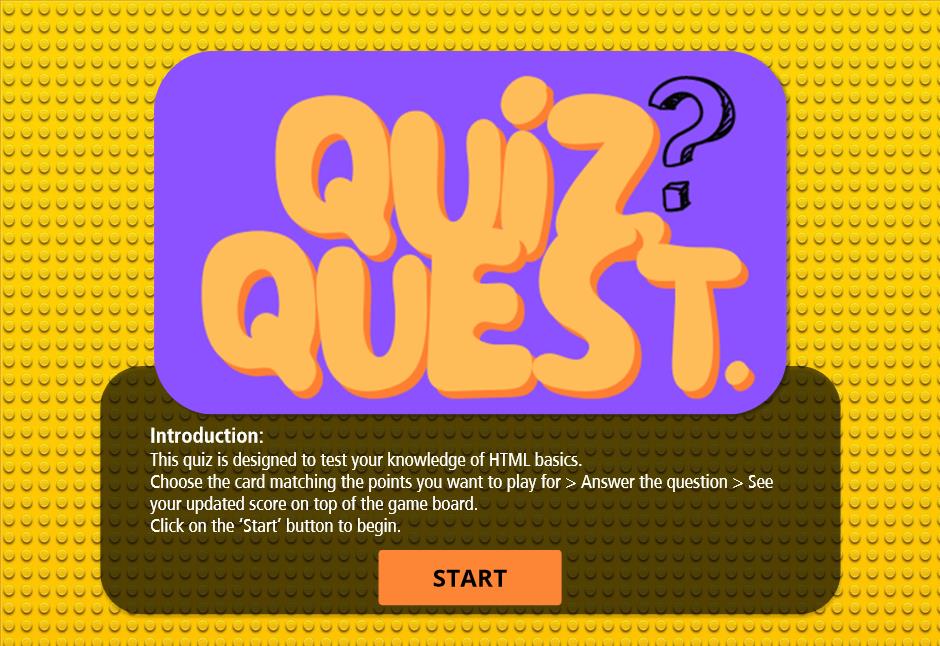 QUiZ?
QUEST.
Introduction:
This quiz is designed to test your knowledge of HTML basics.
Choose the card matching the points you want to play for > Answer the question > See
your updated score on top of the game board.
Click on the ‘Start’ button to begin.
START